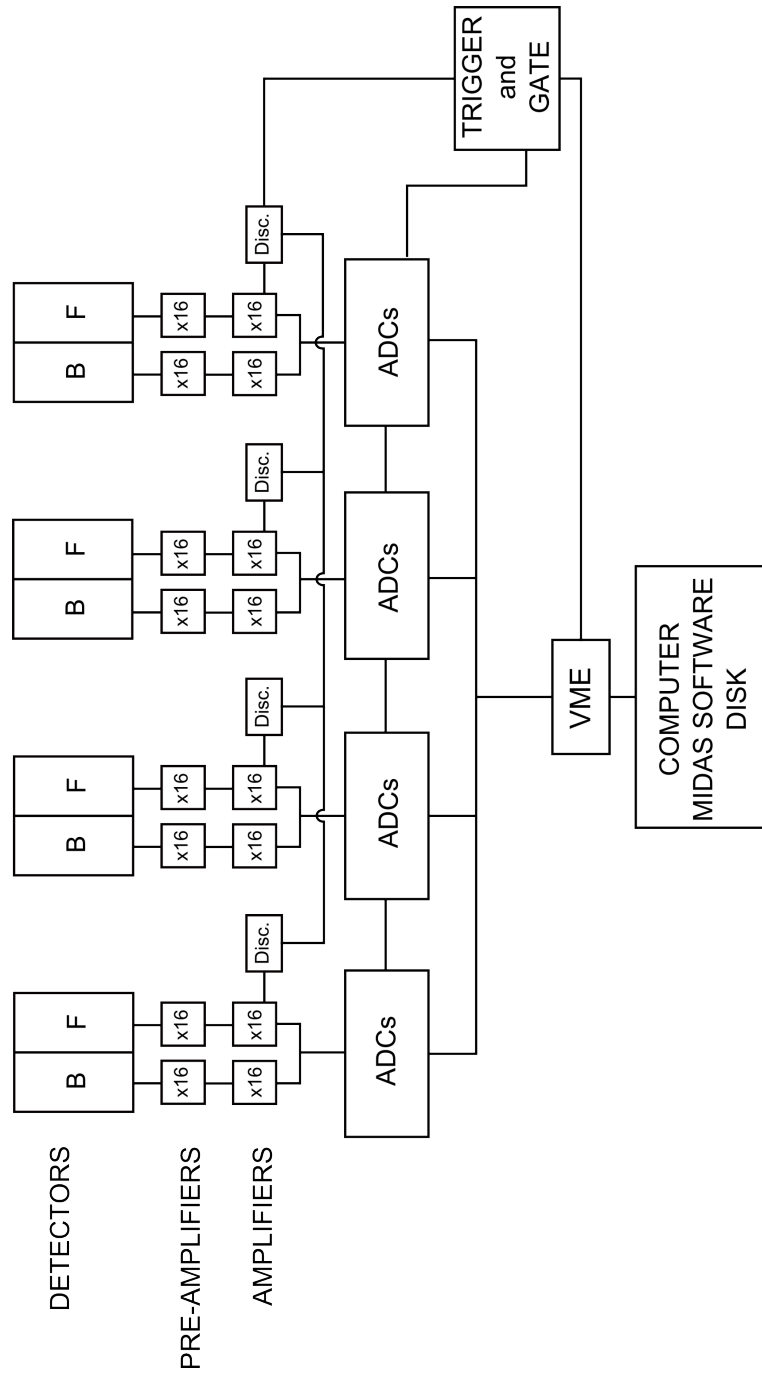 DETECTORS
B F B F B F B F
PRE-AMPLIFIERS
x16 x16 x16 x16 x16 x16 x16 x16
AMPLIFIERS
x16 x16 Disc. x16 x16 Disc. x16 x16 Disc. x16 x16 Disc.
ADCs ADCs ADCs ADCs
TRIGGER
and
GATE
VME
COMPUTER
MIDAS SOFTWARE
DISK